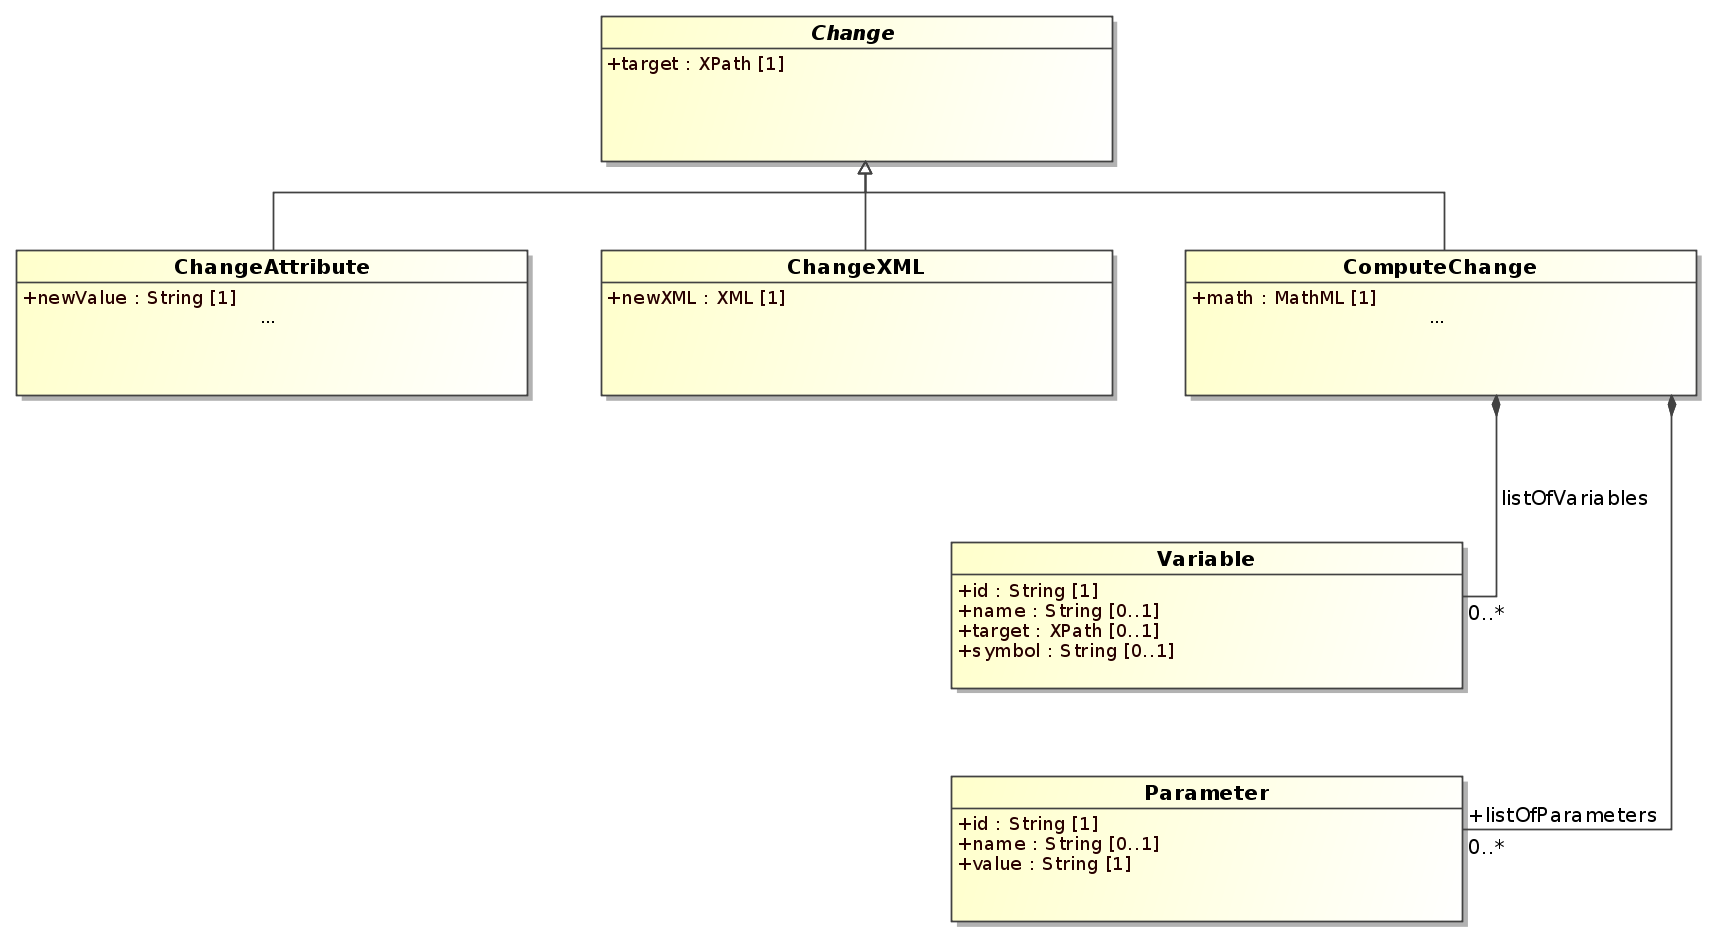 Change
+target : XPath [1]
ChangeAttribute
+newValue : String [1]
...
ChangeXML
+newXML : XML [1]
ComputeChange
+math : MathML [1]
...
listOfVariables
Variable
+id : String [1]
+name : String [0..1]
+target : XPath [0..1]
+symbol : String [0..1]
0..*
Parameter
+id : String [1]
+name : String [0..1]
+value : String [1]
+listOfParameters
0..*